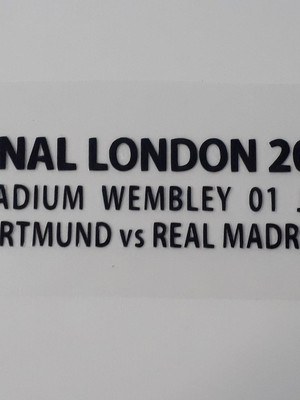 NAL LONDON 20
ADIUM WEMBLEY 01 J
RTMUND vs REAL MADR